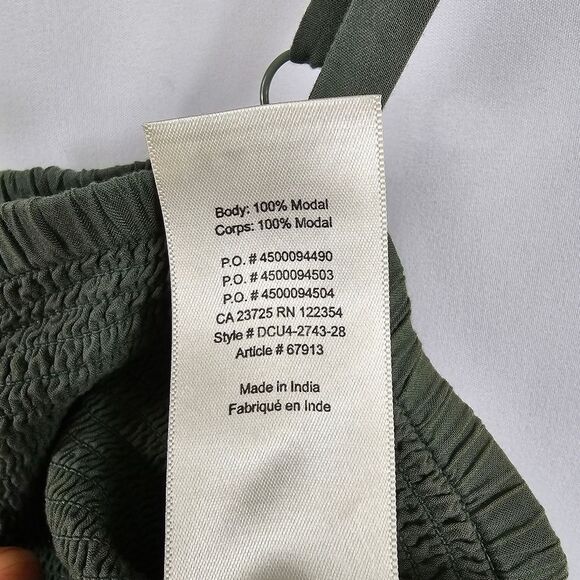 Body: 100% Modal
Corps: 100% Modal
P.O. # 4500094490
P.O. # 4500094503
P.O. # 4500094504
CA 23725 RN 122354
Style # DCU4-2743-28
Article # 67913
Made in India
Fabriqué en Inde